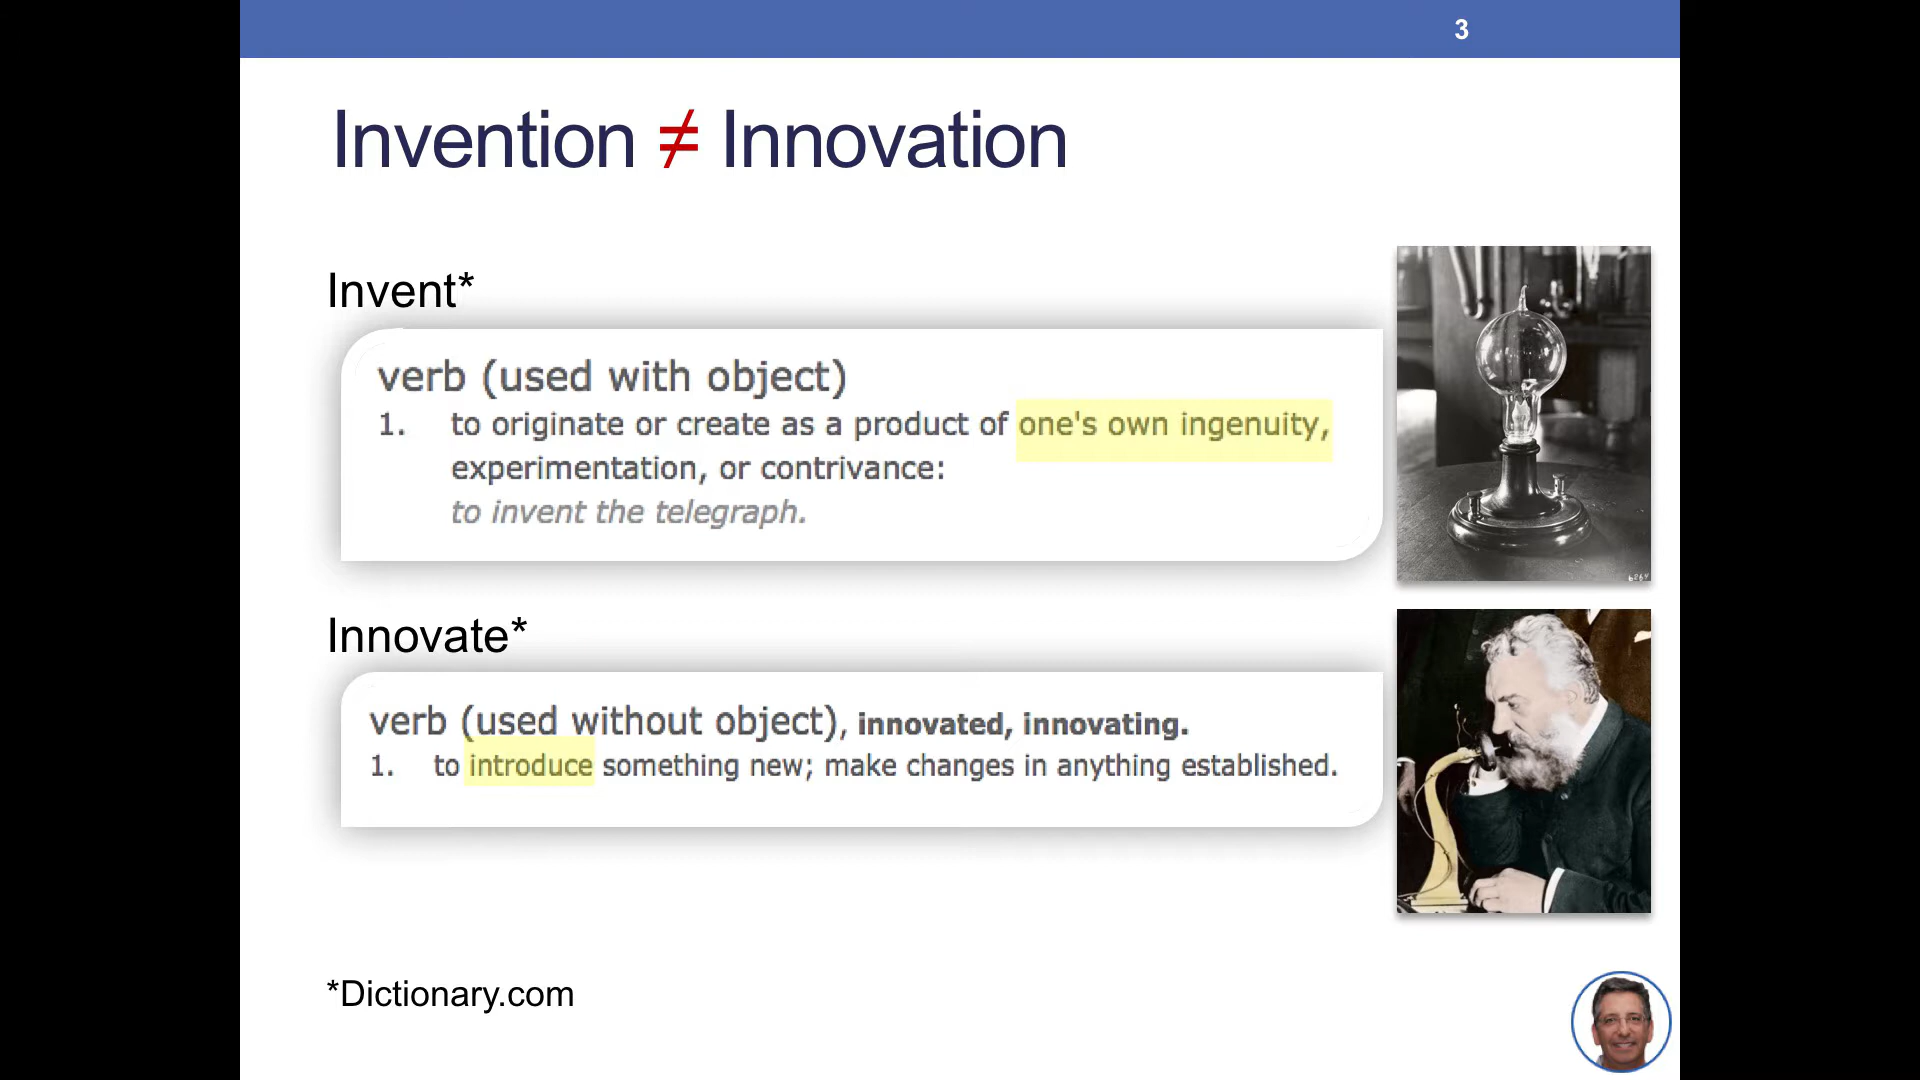 3
Invention ≠ Innovation
Invent*
verb (used with object)
1. to originate or create as a product of one's own ingenuity,
experimentation, or contrivance:
to invent the telegraph.
Innovate*
verb (used without object), innovated, innovating.
1. to introduce something new; make changes in anything established.
*Dictionary.com